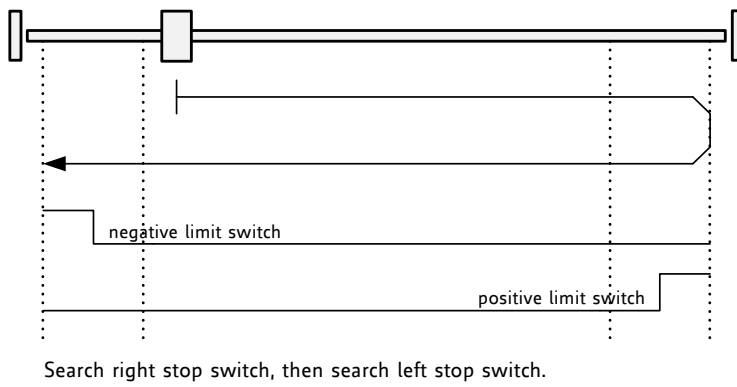 negative limit switch
positive limit switch
Search right stop switch, then search left stop switch.